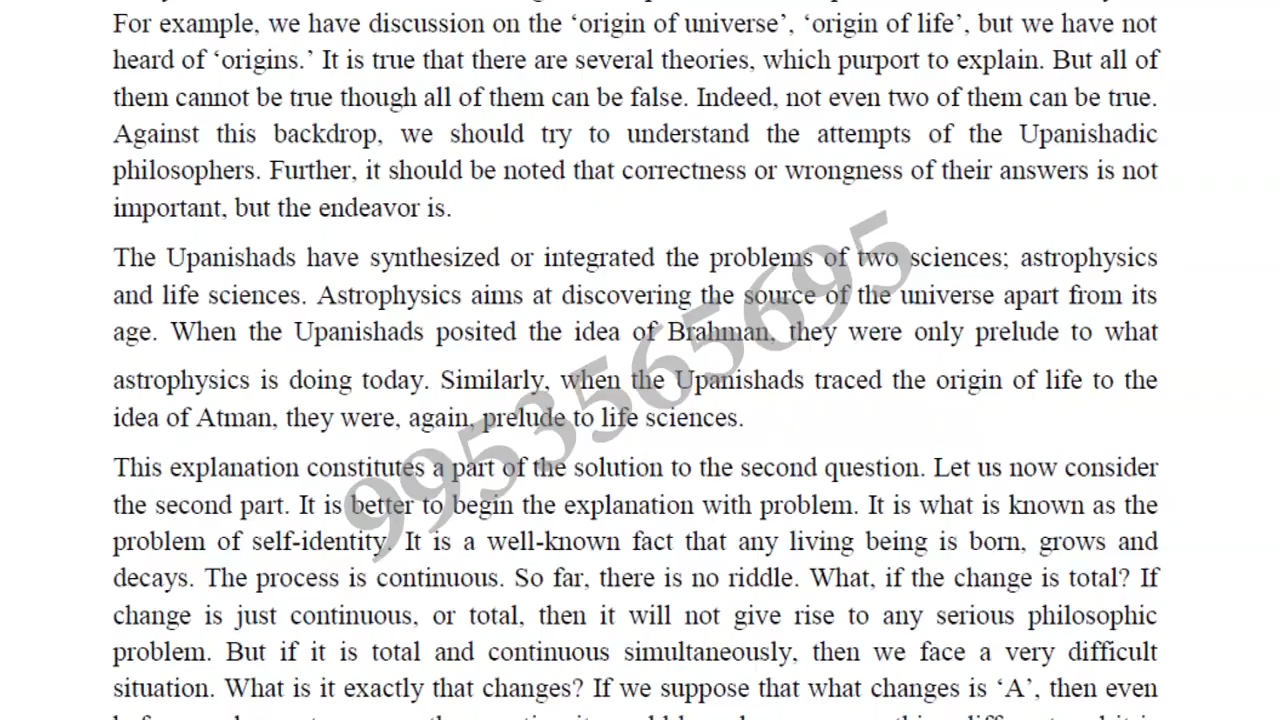 For example, we have discussion on the ‘origin of universe’, ‘origin of life’, but we have not
heard of ‘origins.’ It is true that there are several theories, which purport to explain. But all of
them cannot be true though all of them can be false. Indeed, not even two of them can be true.
Against this backdrop, we should try to understand the attempts of the Upanishadic
philosophers. Further, it should be noted that correctness or wrongness of their answers is not
important, but the endeavor is.
The Upanishads have synthesized or integrated the problems of two sciences; astrophysics
and life sciences. Astrophysics aims at discovering the source of the universe apart from its
age. When the Upanishads posited the idea of Brahman, they were only prelude to what
astrophysics is doing today. Similarly, when the Upanishads traced the origin of life to the
idea of Atman, they were, again, prelude to life sciences.
This explanation constitutes a part of the solution to the second question. Let us now consider
the second part. It is better to begin the explanation with problem. It is what is known as the
problem of self-identity. It is a well-known fact that any living being is born, grows and
decays. The process is continuous. So far, there is no riddle. What, if the change is total? If
change is just continuous, or total, then it will not give rise to any serious philosophic
problem. But if it is total and continuous simultaneously, then we face a very difficult
situation. What is it exactly that changes? If we suppose that what changes is ‘A’, then even
9953565695